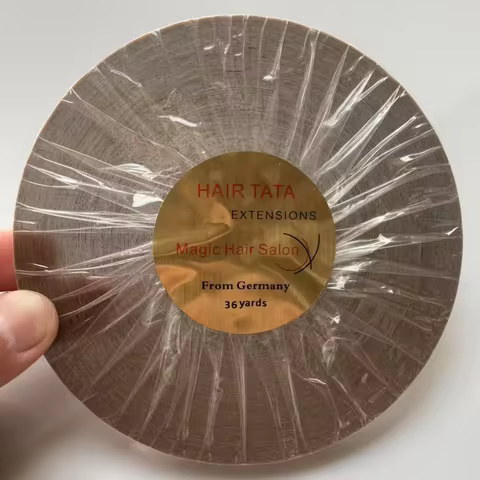 HAIR TATA
EXTENSIONS
Magic Hair Salon
From Germany
36 yards